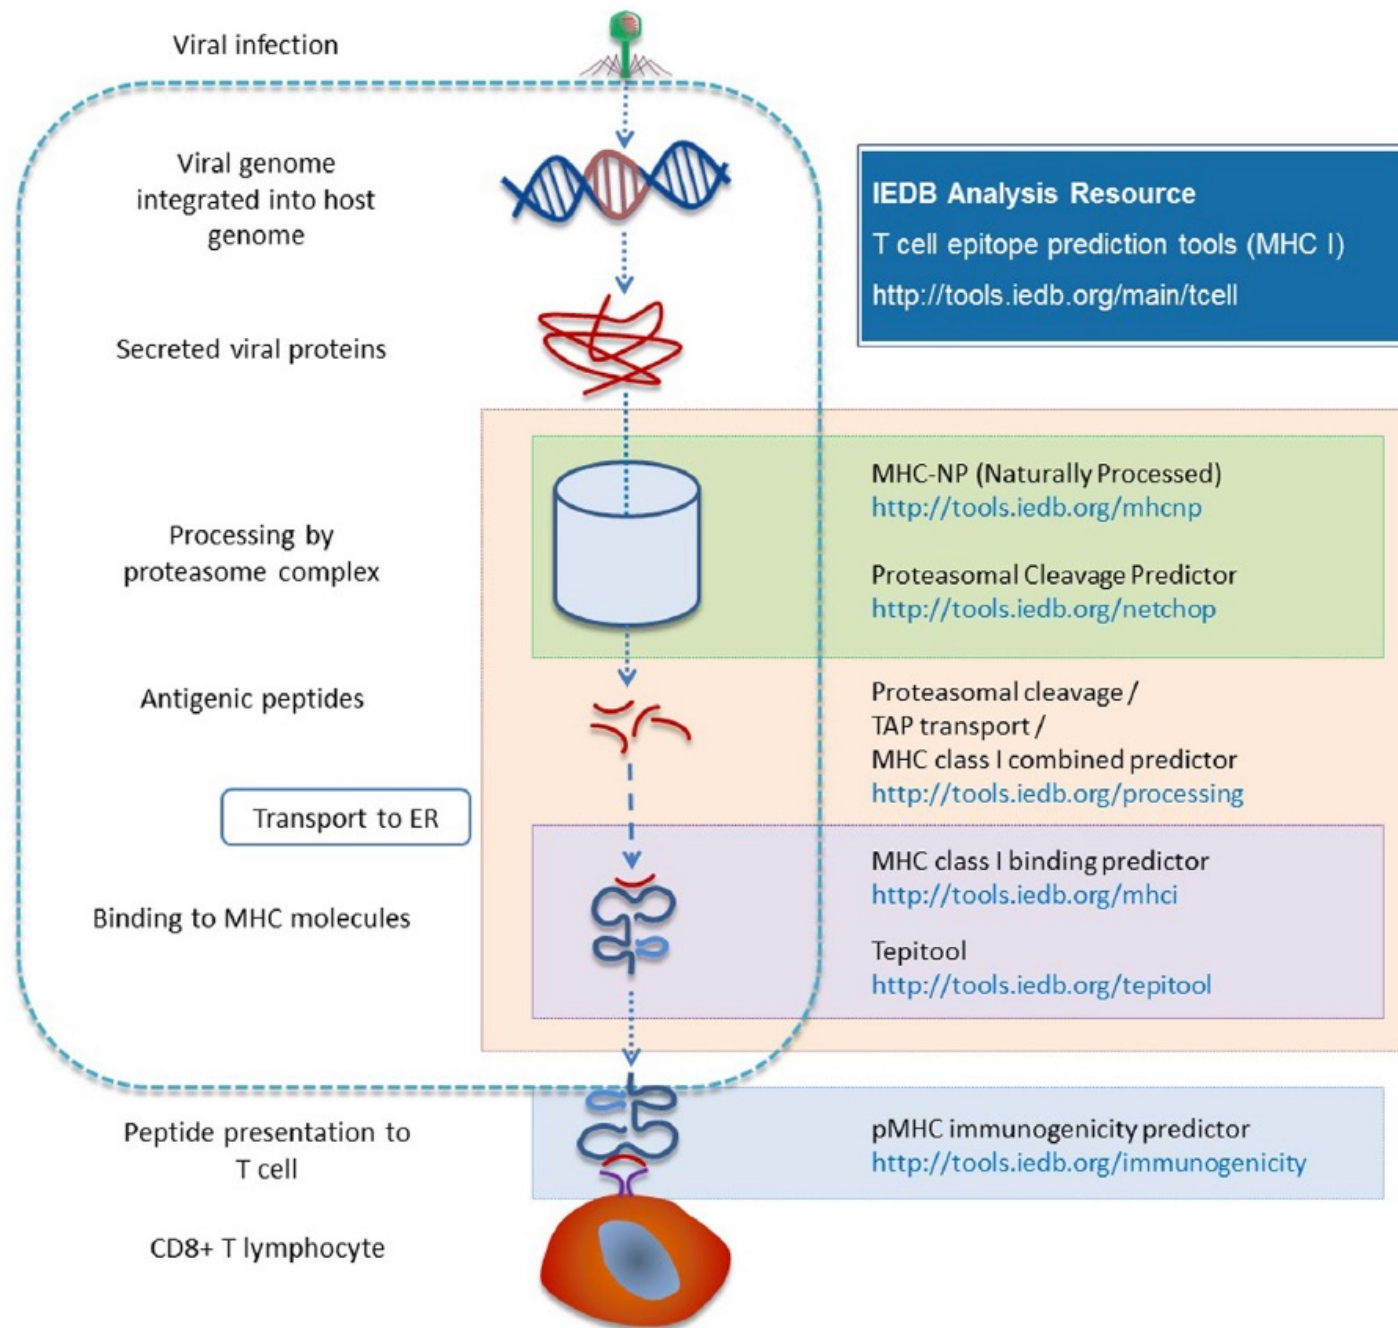 Viral infection
Viral genome
integrated into host
genome
IEDB Analysis Resource
T cell epitope prediction tools (MHC I)
http://tools.iedb.org/main/tcell
Secreted viral proteins
MHC-NP (Naturally Processed)
http://tools.iedb.org/mhcnp
Processing by
proteasome complex
Proteasomal Cleavage Predictor
http://tools.iedb.org/netchop
Antigenic peptides
Proteasomal cleavage /
TAP transport /
MHC class I combined predictor
http://tools.iedb.org/processing
Transport to ER
MHC class I binding predictor
http://tools.iedb.org/mhci
Binding to MHC molecules
Tepitool
http://tools.iedb.org/tepitool
Peptide presentation to
T cell
pMHC immunogenicity predictor
http://tools.iedb.org/immunogenicity
CD8+ T lymphocyte